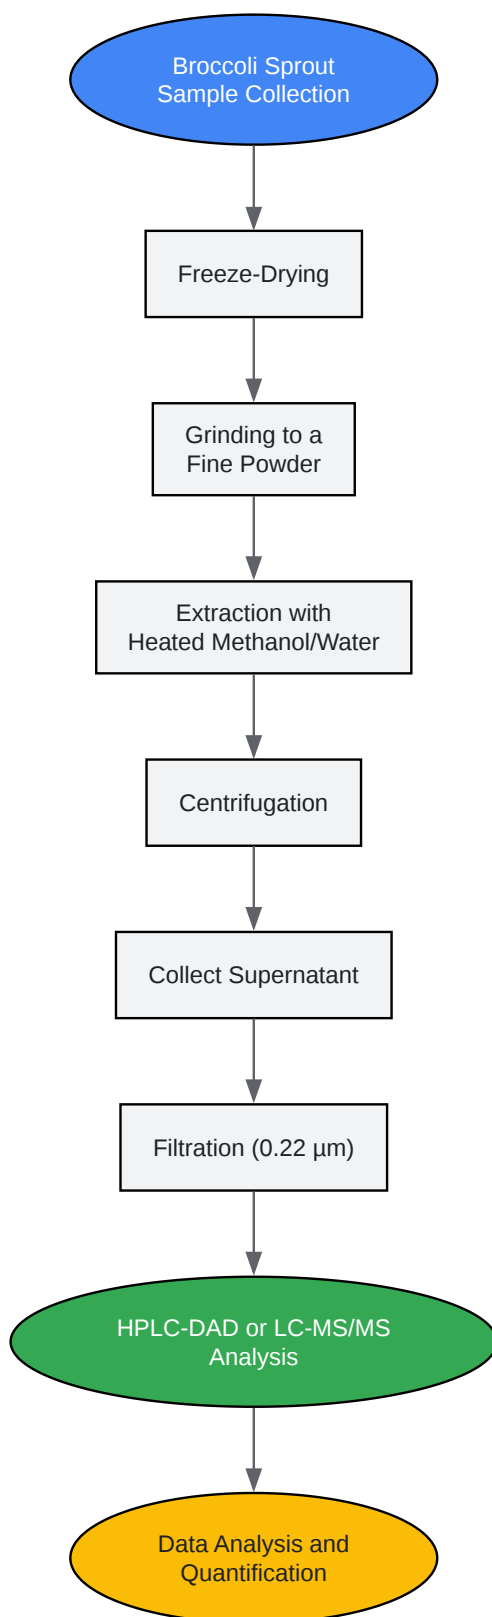 Broccoli Sprout
Sample Collection
Freeze-Drying
Grinding to a
Fine Powder
Extraction with
Heated Methanol/Water
Centrifugation
Collect Supernatant
Filtration (0.22 µm)
HPLC-DAD or LC-MS/MS
Analysis
Data Analysis and
Quantification